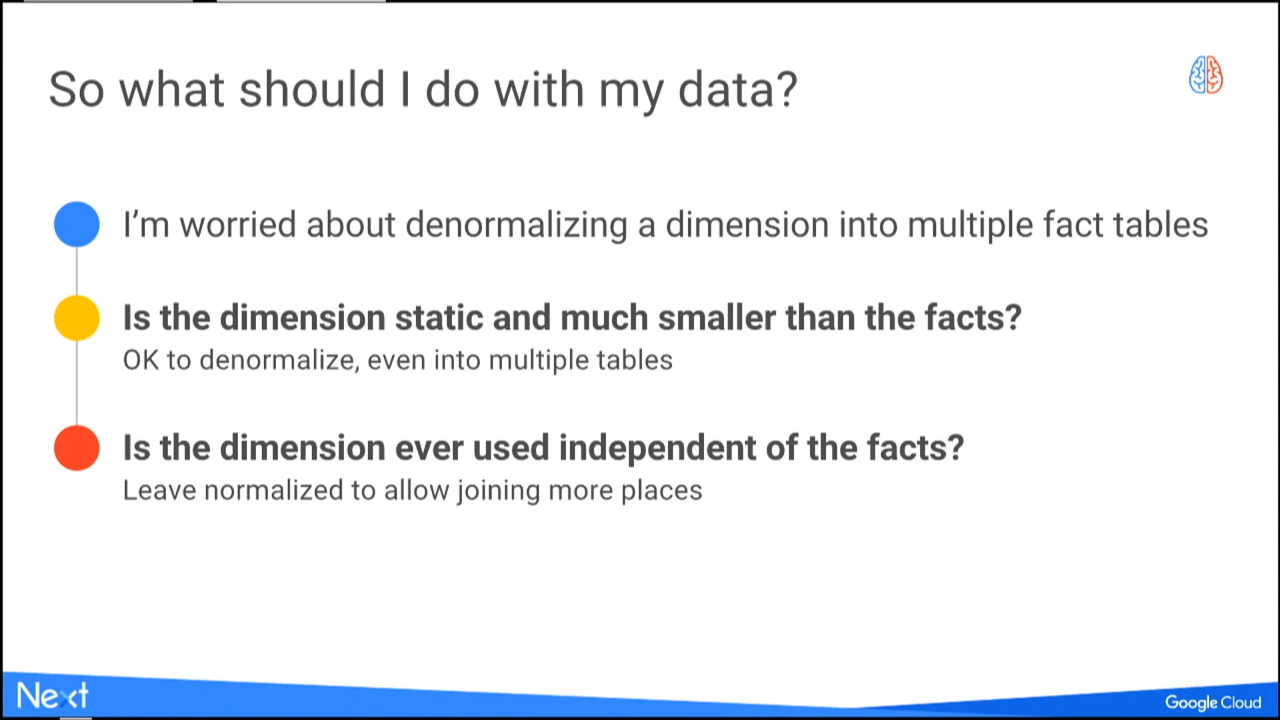 So what should I do with my data?
I’m worried about denormalizing a dimension into multiple fact tables
Is the dimension static and much smaller than the facts?
OK to denormalize, even into multiple tables
Is the dimension ever used independent of the facts?
Leave normalized to allow joining more places
Next
Google Cloud